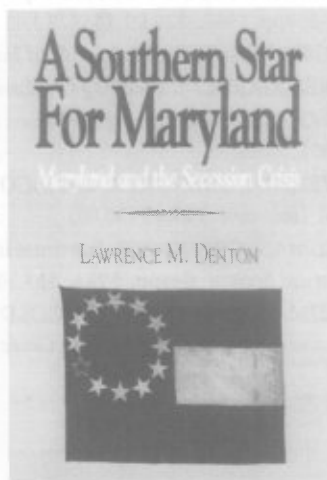 A Southern Star
For Maryland
Maryland and the Secession Crisis
LAWRENCE M. DENTON